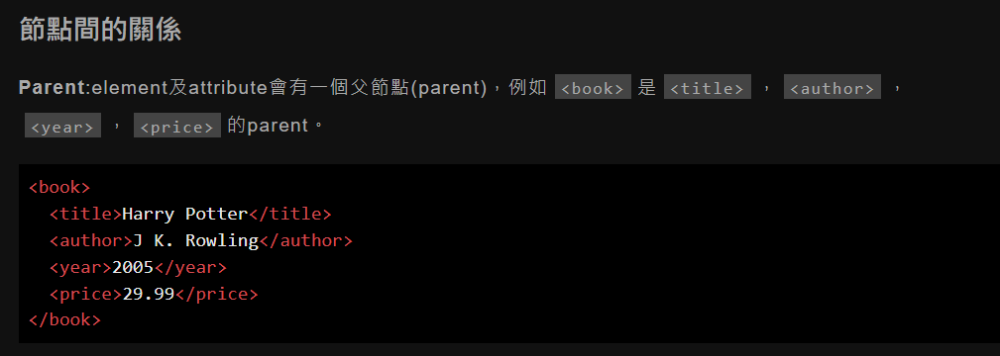 節點間的關係
Parent:element及attribute會有一個父節點(parent)，例如 <book> 是 <title> ， <author> ，
<year> ， <price> 的parent。
<book>
  <title>Harry Potter</title>
  <author>J K. Rowling</author>
  <year>2005</year>
  <price>29.99</price>
</book>